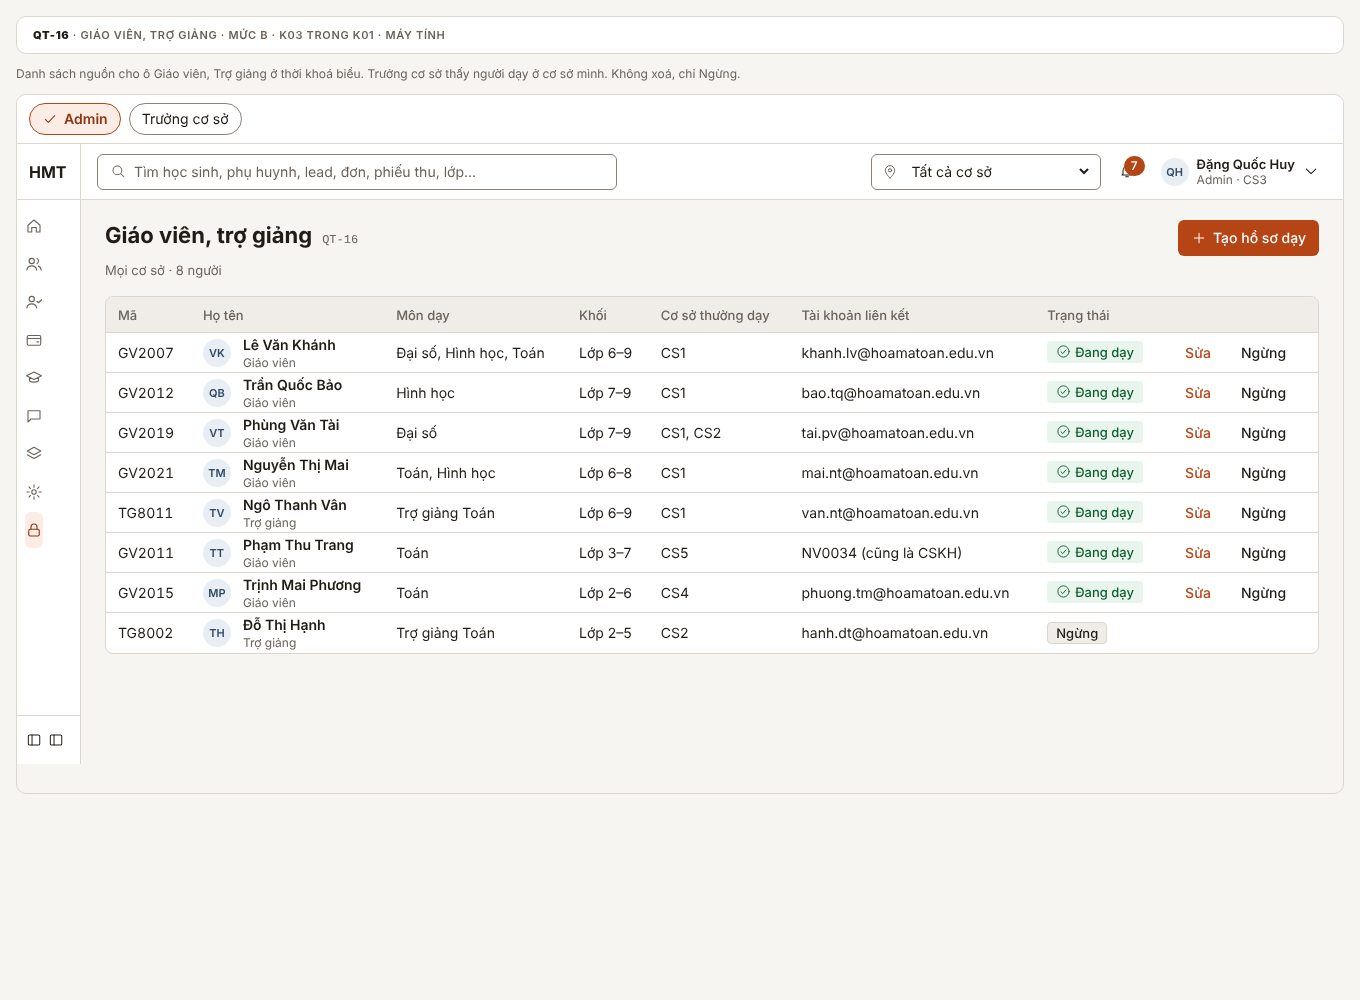 QT-16 · GIÁO VIÊN, TRỢ GIẢNG · MỨC B · K03 TRONG K01 · MÁY TÍNH
Danh sách nguồn cho ô Giáo viên, Trợ giảng ở thời khoá biểu. Trưởng cơ sở thấy người dạy ở cơ sở mình. Không xoá, chỉ Ngừng.
Admin Trưởng cơ sở
HMT Tìm học sinh, phụ huynh, lead, đơn, phiếu thu, lớp... Tất cả cơ sở 7 QH Đặng Quốc Huy
Admin · CS3
Giáo viên, trợ giảng QT-16 Tạo hồ sơ dạy
Mọi cơ sở · 8 người
Mã Họ tên Môn dạy Khối Cơ sở thường dạy Tài khoản liên kết Trạng thái
GV2007 VK Lê Văn Khánh Đại số, Hình học, Toán Lớp 6–9 CS1 khanh.lv@hoamatoan.edu.vn Đang dạy Sửa Ngừng
Giáo viên
GV2012 QB Trần Quốc Bảo Hình học Lớp 7–9 CS1 bao.tq@hoamatoan.edu.vn Đang dạy Sửa Ngừng
Giáo viên
GV2019 VT Phùng Văn Tài Đại số Lớp 7–9 CS1, CS2 tai.pv@hoamatoan.edu.vn Đang dạy Sửa Ngừng
Giáo viên
GV2021 TM Nguyễn Thị Mai Toán, Hình học Lớp 6–8 CS1 mai.nt@hoamatoan.edu.vn Đang dạy Sửa Ngừng
Giáo viên
TG8011 TV Ngô Thanh Vân Trợ giảng Toán Lớp 6–9 CS1 van.nt@hoamatoan.edu.vn Đang dạy Sửa Ngừng
Trợ giảng
GV2011 TT Phạm Thu Trang Toán Lớp 3–7 CS5 NV0034 (cũng là CSKH) Đang dạy Sửa Ngừng
Giáo viên
GV2015 MP Trịnh Mai Phương Toán Lớp 2–6 CS4 phuong.tm@hoamatoan.edu.vn Đang dạy Sửa Ngừng
Giáo viên
TG8002 TH Đỗ Thị Hạnh Trợ giảng Toán Lớp 2–5 CS2 hanh.dt@hoamatoan.edu.vn Ngừng
Trợ giảng